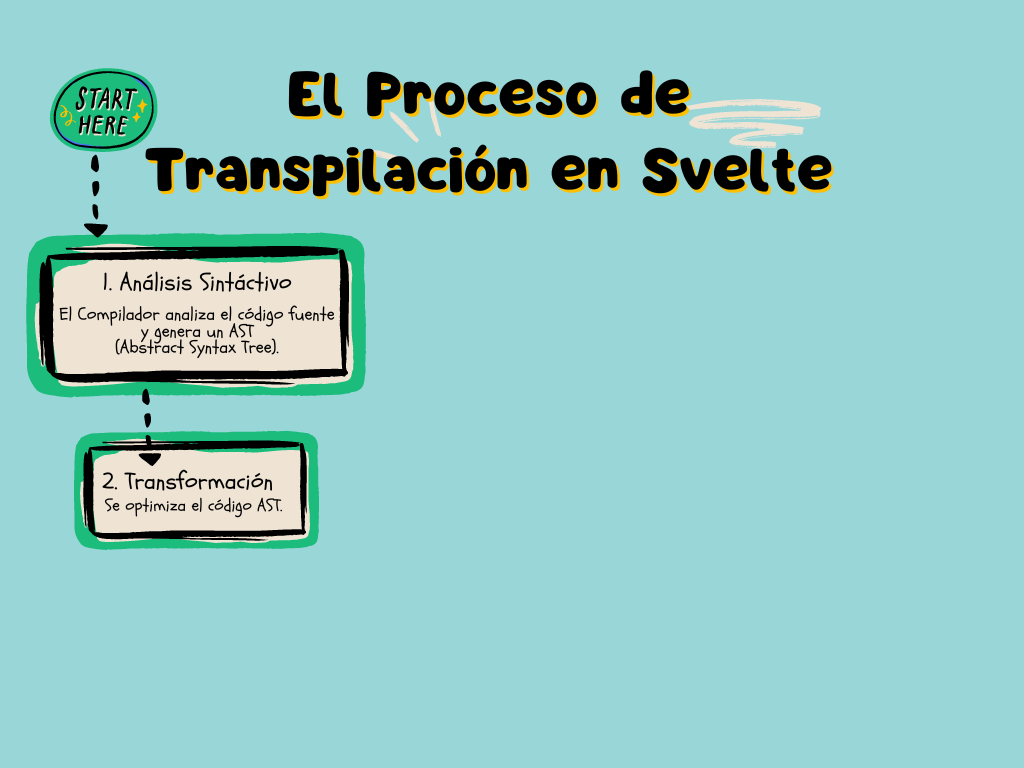 START
HERE
El Proceso de
Transpilación en Svelte
1. Análisis Sintáctivo
El Compilador analiza el código fuente
y genera un AST
(Abstract Syntax Tree).
2. Transformación
Se optimiza el código AST.